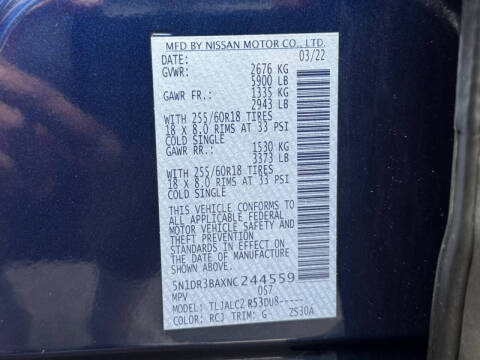 MFD BY NISSAN MOTOR CO., LTD.
DATE: 03/22
GVWR: 2676 KG
5900 LB
GAWR FR.: 1335 KG
2943 LB
WITH 255/60R18 TIRES
18 x 8.0 RIMS AT 33 PSI
COLD SINGLE
GAWR RR.: 1530 KG
3373 LB
WITH 255/60R18 TIRES
18 x 8.0 RIMS AT 33 PSI
COLD SINGLE
THIS VEHICLE CONFORMS TO
ALL APPLICABLE FEDERAL
MOTOR VEHICLE SAFETY AND
THEFT PREVENTION
STANDARDS IN EFFECT ON
THE DATE OF MANUFACTURE
SHOWN ABOVE.
5N1DR3BAXNC244559
MPV 057
TLJALC2 R53DU8-----
COLOR: RCJ TRIM: G ZS30A